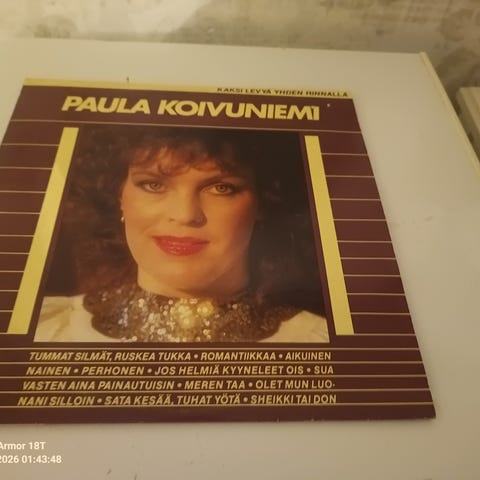 KAKSI LEVYÄ YHDEN HINNALLA
PAULA KOIVUNIEMI
TUMMAT SILMÄT, RUSKEA TUKKA • ROMANTIIKKAA • AIKUINEN
NAINEN • PERHONEN • JOS HELMIÄ KYYNELEET OIS • SUA
VASTEN AINA PAINAUTUISIN • MEREN TAA • OLET MUN LUO-
NANI SILLOIN • SATA KESÄÄ, TUHAT YÖTÄ • SHEIKKI TAI DON
Armor 18T
2026 01:43:48